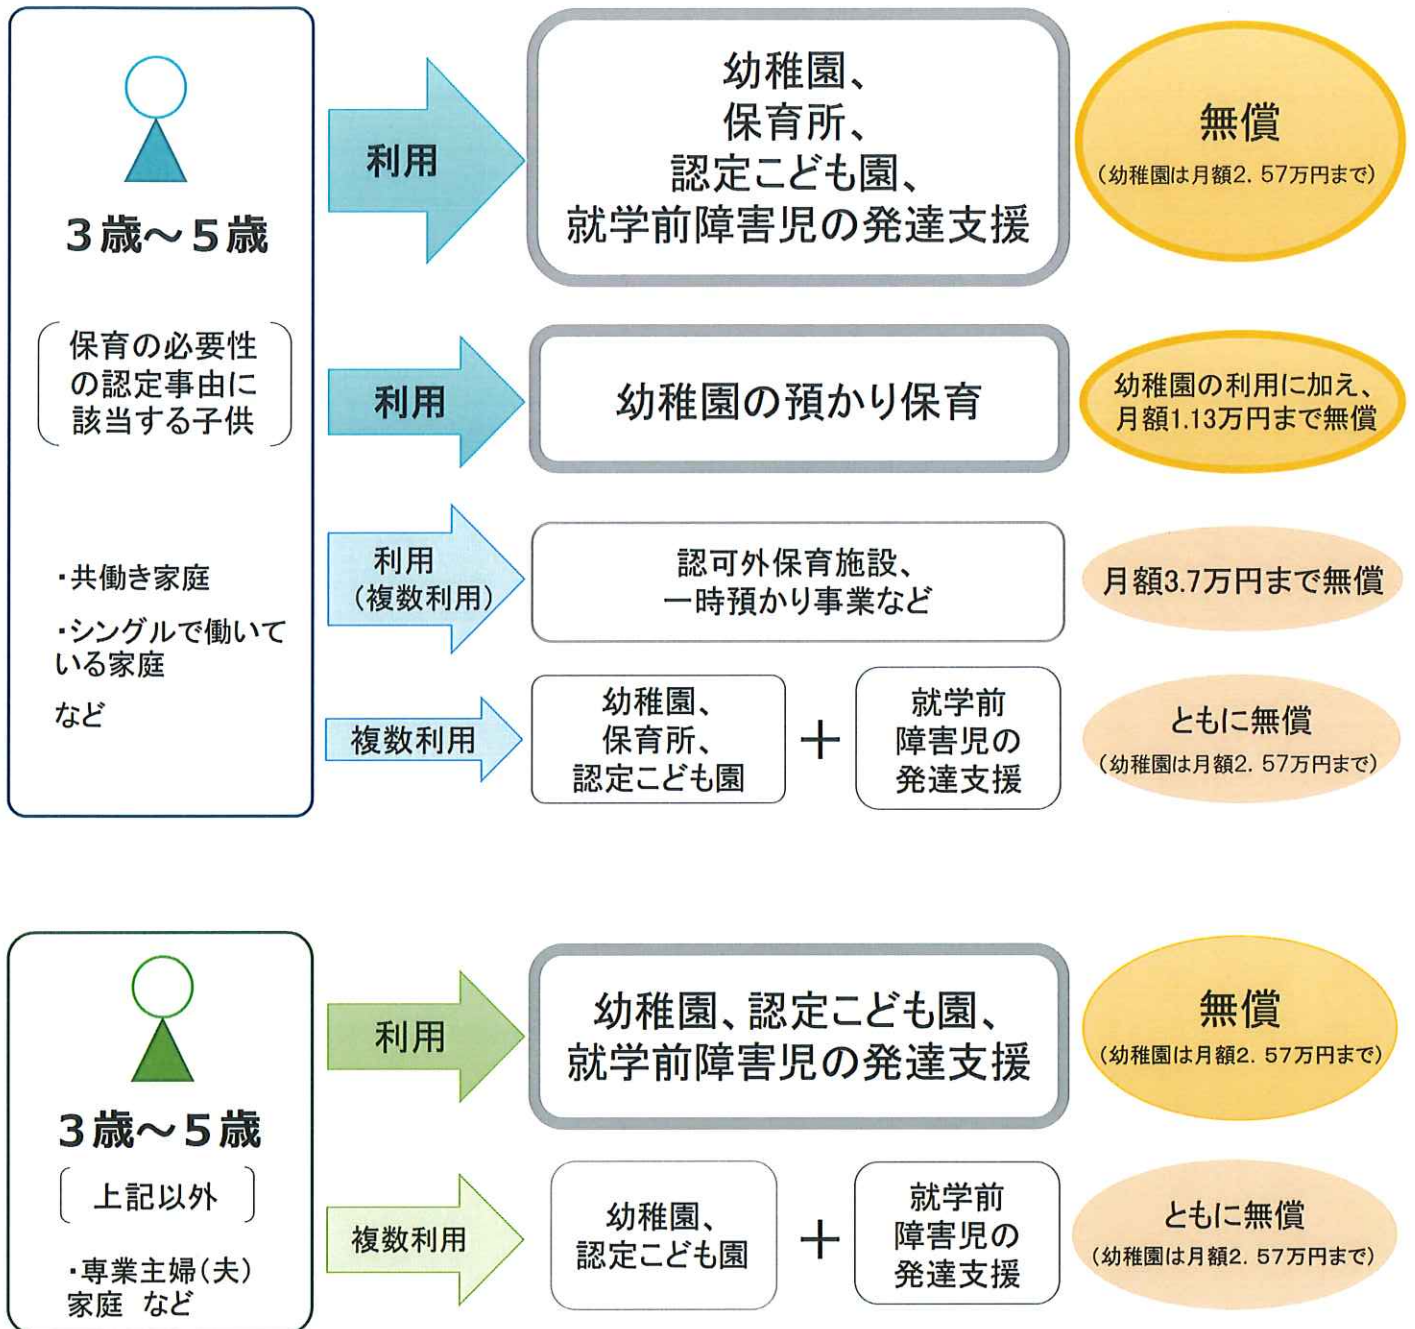 3歳～5歳
保育の必要性
の認定事由に
該当する子供
・共働き家庭
・シングルで働いて
いる家庭
など
利用
幼稚園、
保育所、
認定こども園、
就学前障害児の発達支援
無償
（幼稚園は月額2．57万円まで）
利用
幼稚園の預かり保育
幼稚園の利用に加え、
月額1.13万円まで無償
利用
（複数利用）
認可外保育施設、
一時預かり事業など
月額3.7万円まで無償
複数利用
幼稚園、
保育所、
認定こども園
＋
就学前
障害児の
発達支援
ともに無償
（幼稚園は月額2．57万円まで）
3歳～5歳
上記以外
・専業主婦（夫）
家庭 など
利用
幼稚園、認定こども園、
就学前障害児の発達支援
無償
（幼稚園は月額2．57万円まで）
複数利用
幼稚園、
認定こども園
＋
就学前
障害児の
発達支援
ともに無償
（幼稚園は月額2．57万円まで）